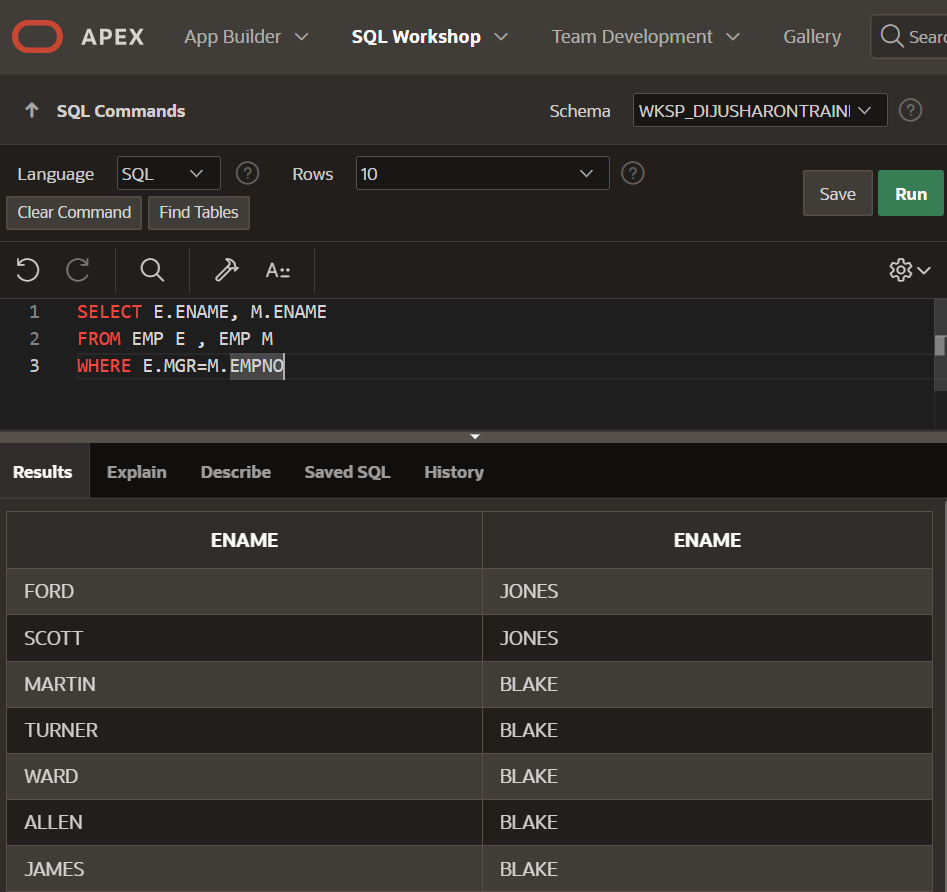 APEX App Builder SQL Workshop Team Development Gallery
SQL Commands Schema WKSP_DIJUSHARONTRAINI
Language SQL Rows 10
Save Run
Clear Command Find Tables
1 SELECT E.ENAME, M.ENAME
2 FROM EMP E , EMP M
3 WHERE E.MGR=M.EMPNO
Results Explain Describe Saved SQL History
ENAME ENAME
FORD JONES
SCOTT JONES
MARTIN BLAKE
TURNER BLAKE
WARD BLAKE
ALLEN BLAKE
JAMES BLAKE